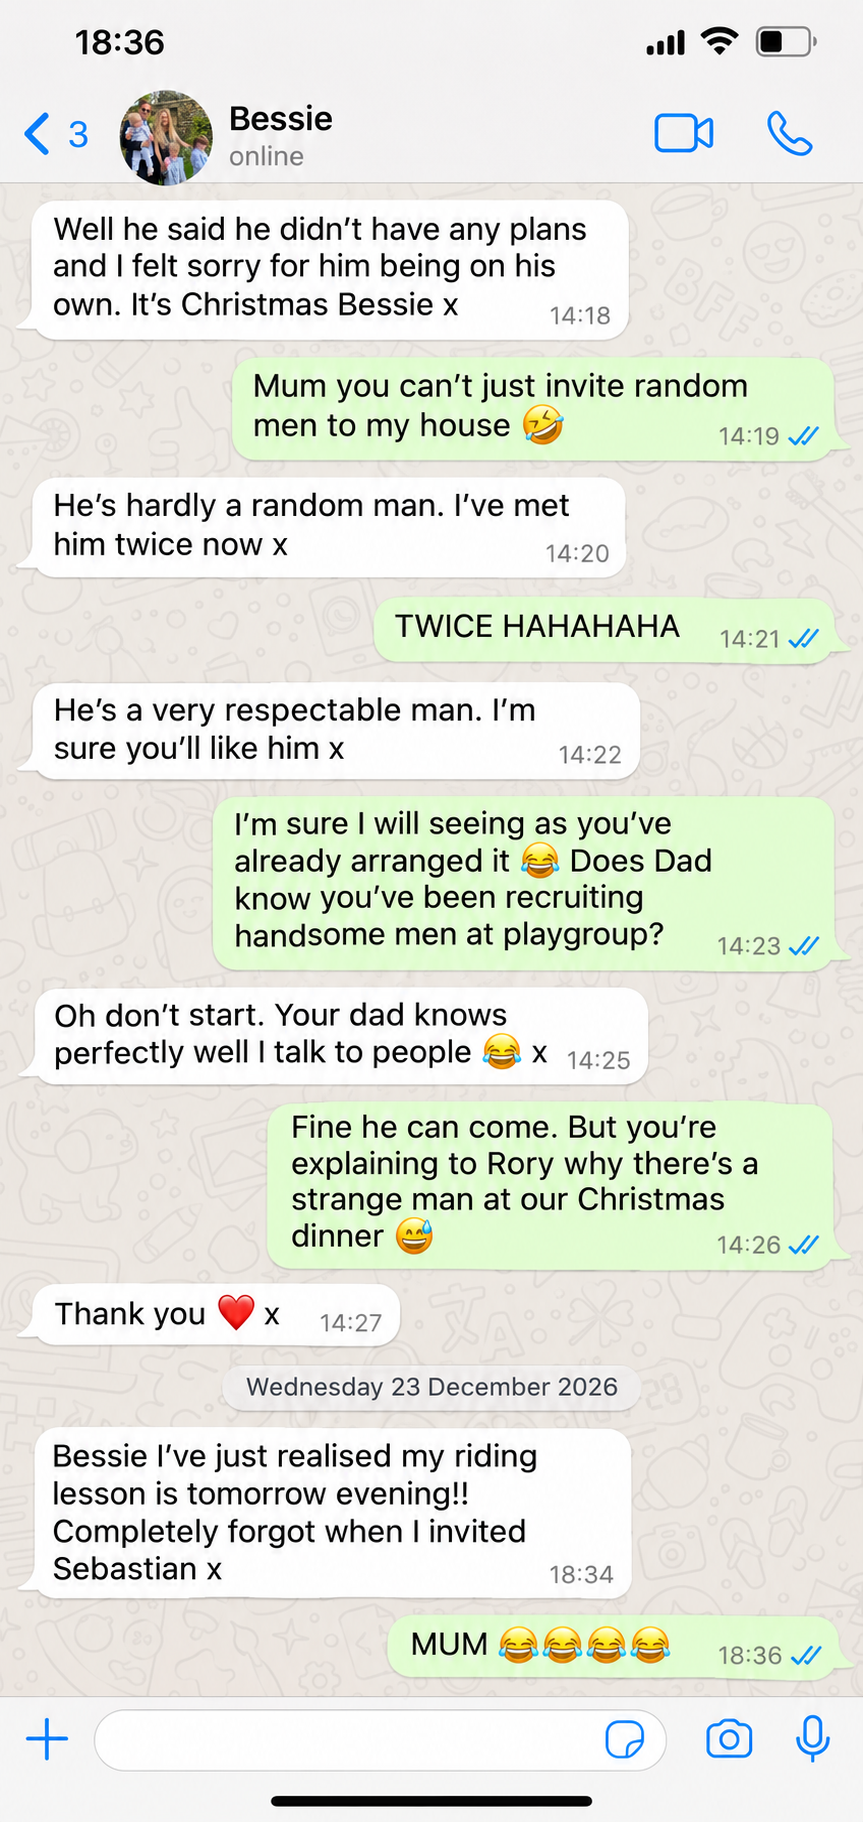 18:36
3
Bessie
online
Well he said he didn’t have any plans
and I felt sorry for him being on his
own. It’s Christmas Bessie x
14:18
Mum you can’t just invite random
men to my house 🤣
14:19
He’s hardly a random man. I’ve met
him twice now x
14:20
TWICE HAHAHAHA
14:21
He’s a very respectable man. I’m
sure you’ll like him x
14:22
I’m sure I will seeing as you’ve
already arranged it 😂 Does Dad
know you’ve been recruiting
handsome men at playgroup?
14:23
Oh don’t start. Your dad knows
perfectly well I talk to people 😂 x
14:25
Fine he can come. But you’re
explaining to Rory why there’s a
strange man at our Christmas
dinner 😅
14:26
Thank you ❤️ x
14:27
Wednesday 23 December 2026
Bessie I’ve just realised my riding
lesson is tomorrow evening!!
Completely forgot when I invited
Sebastian x
18:34
MUM 😂😂😂😂
18:36